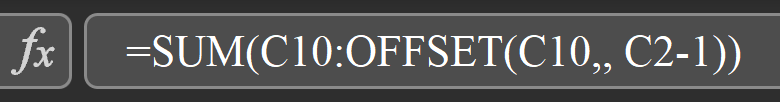 fx =SUM(C10:OFFSET(C10,, C2-1))